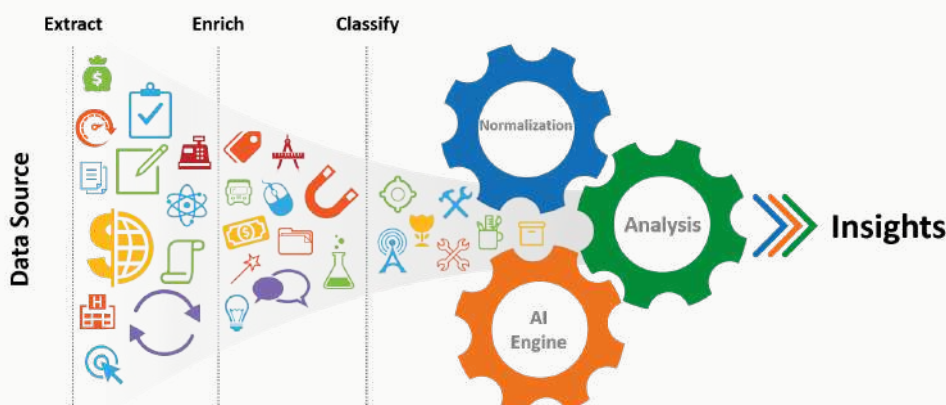 Extract
Enrich
Classify
Data Source
$
H
$
$
Normalization
Analysis
AI
Engine
Insights